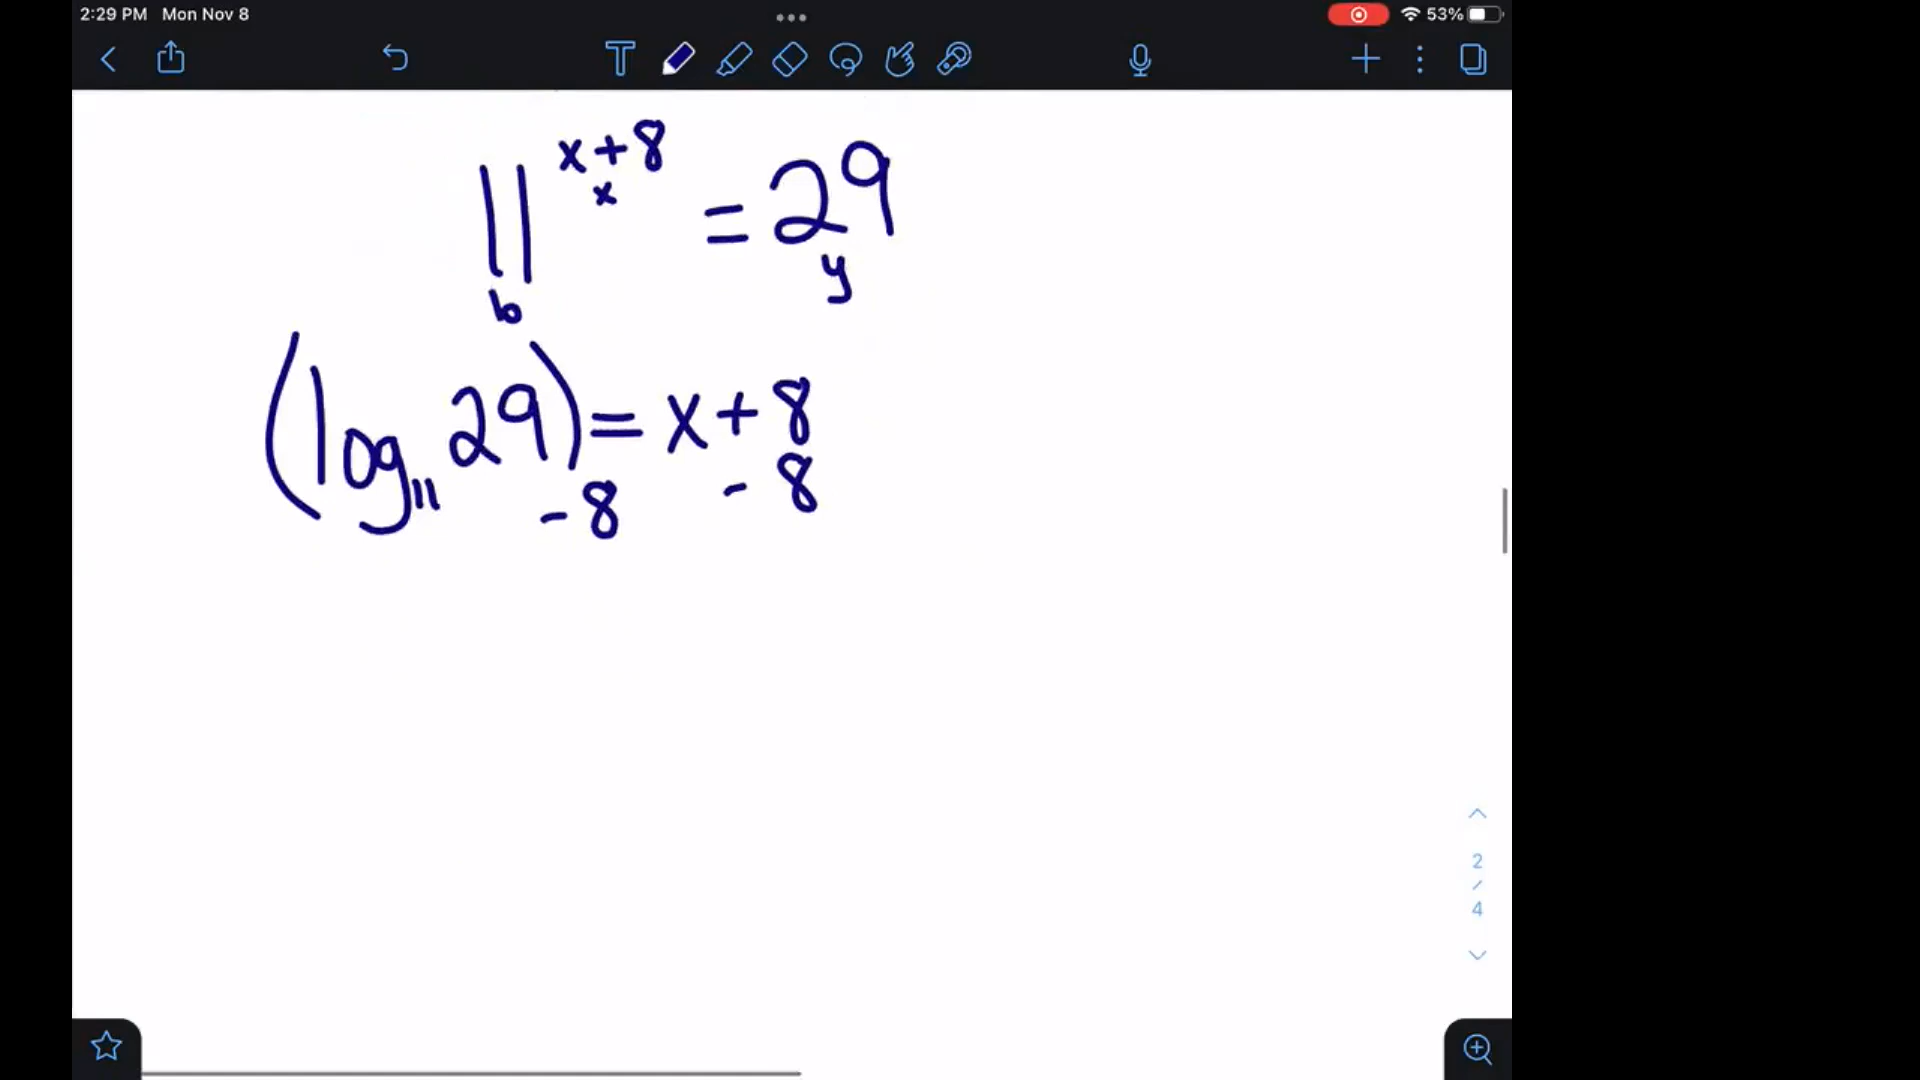 2:29 PM Mon Nov 8
53%
T
11^{x+8} = 29
x
b
y
(log₁₁ 29) = x + 8
-8 -8
2
/
4